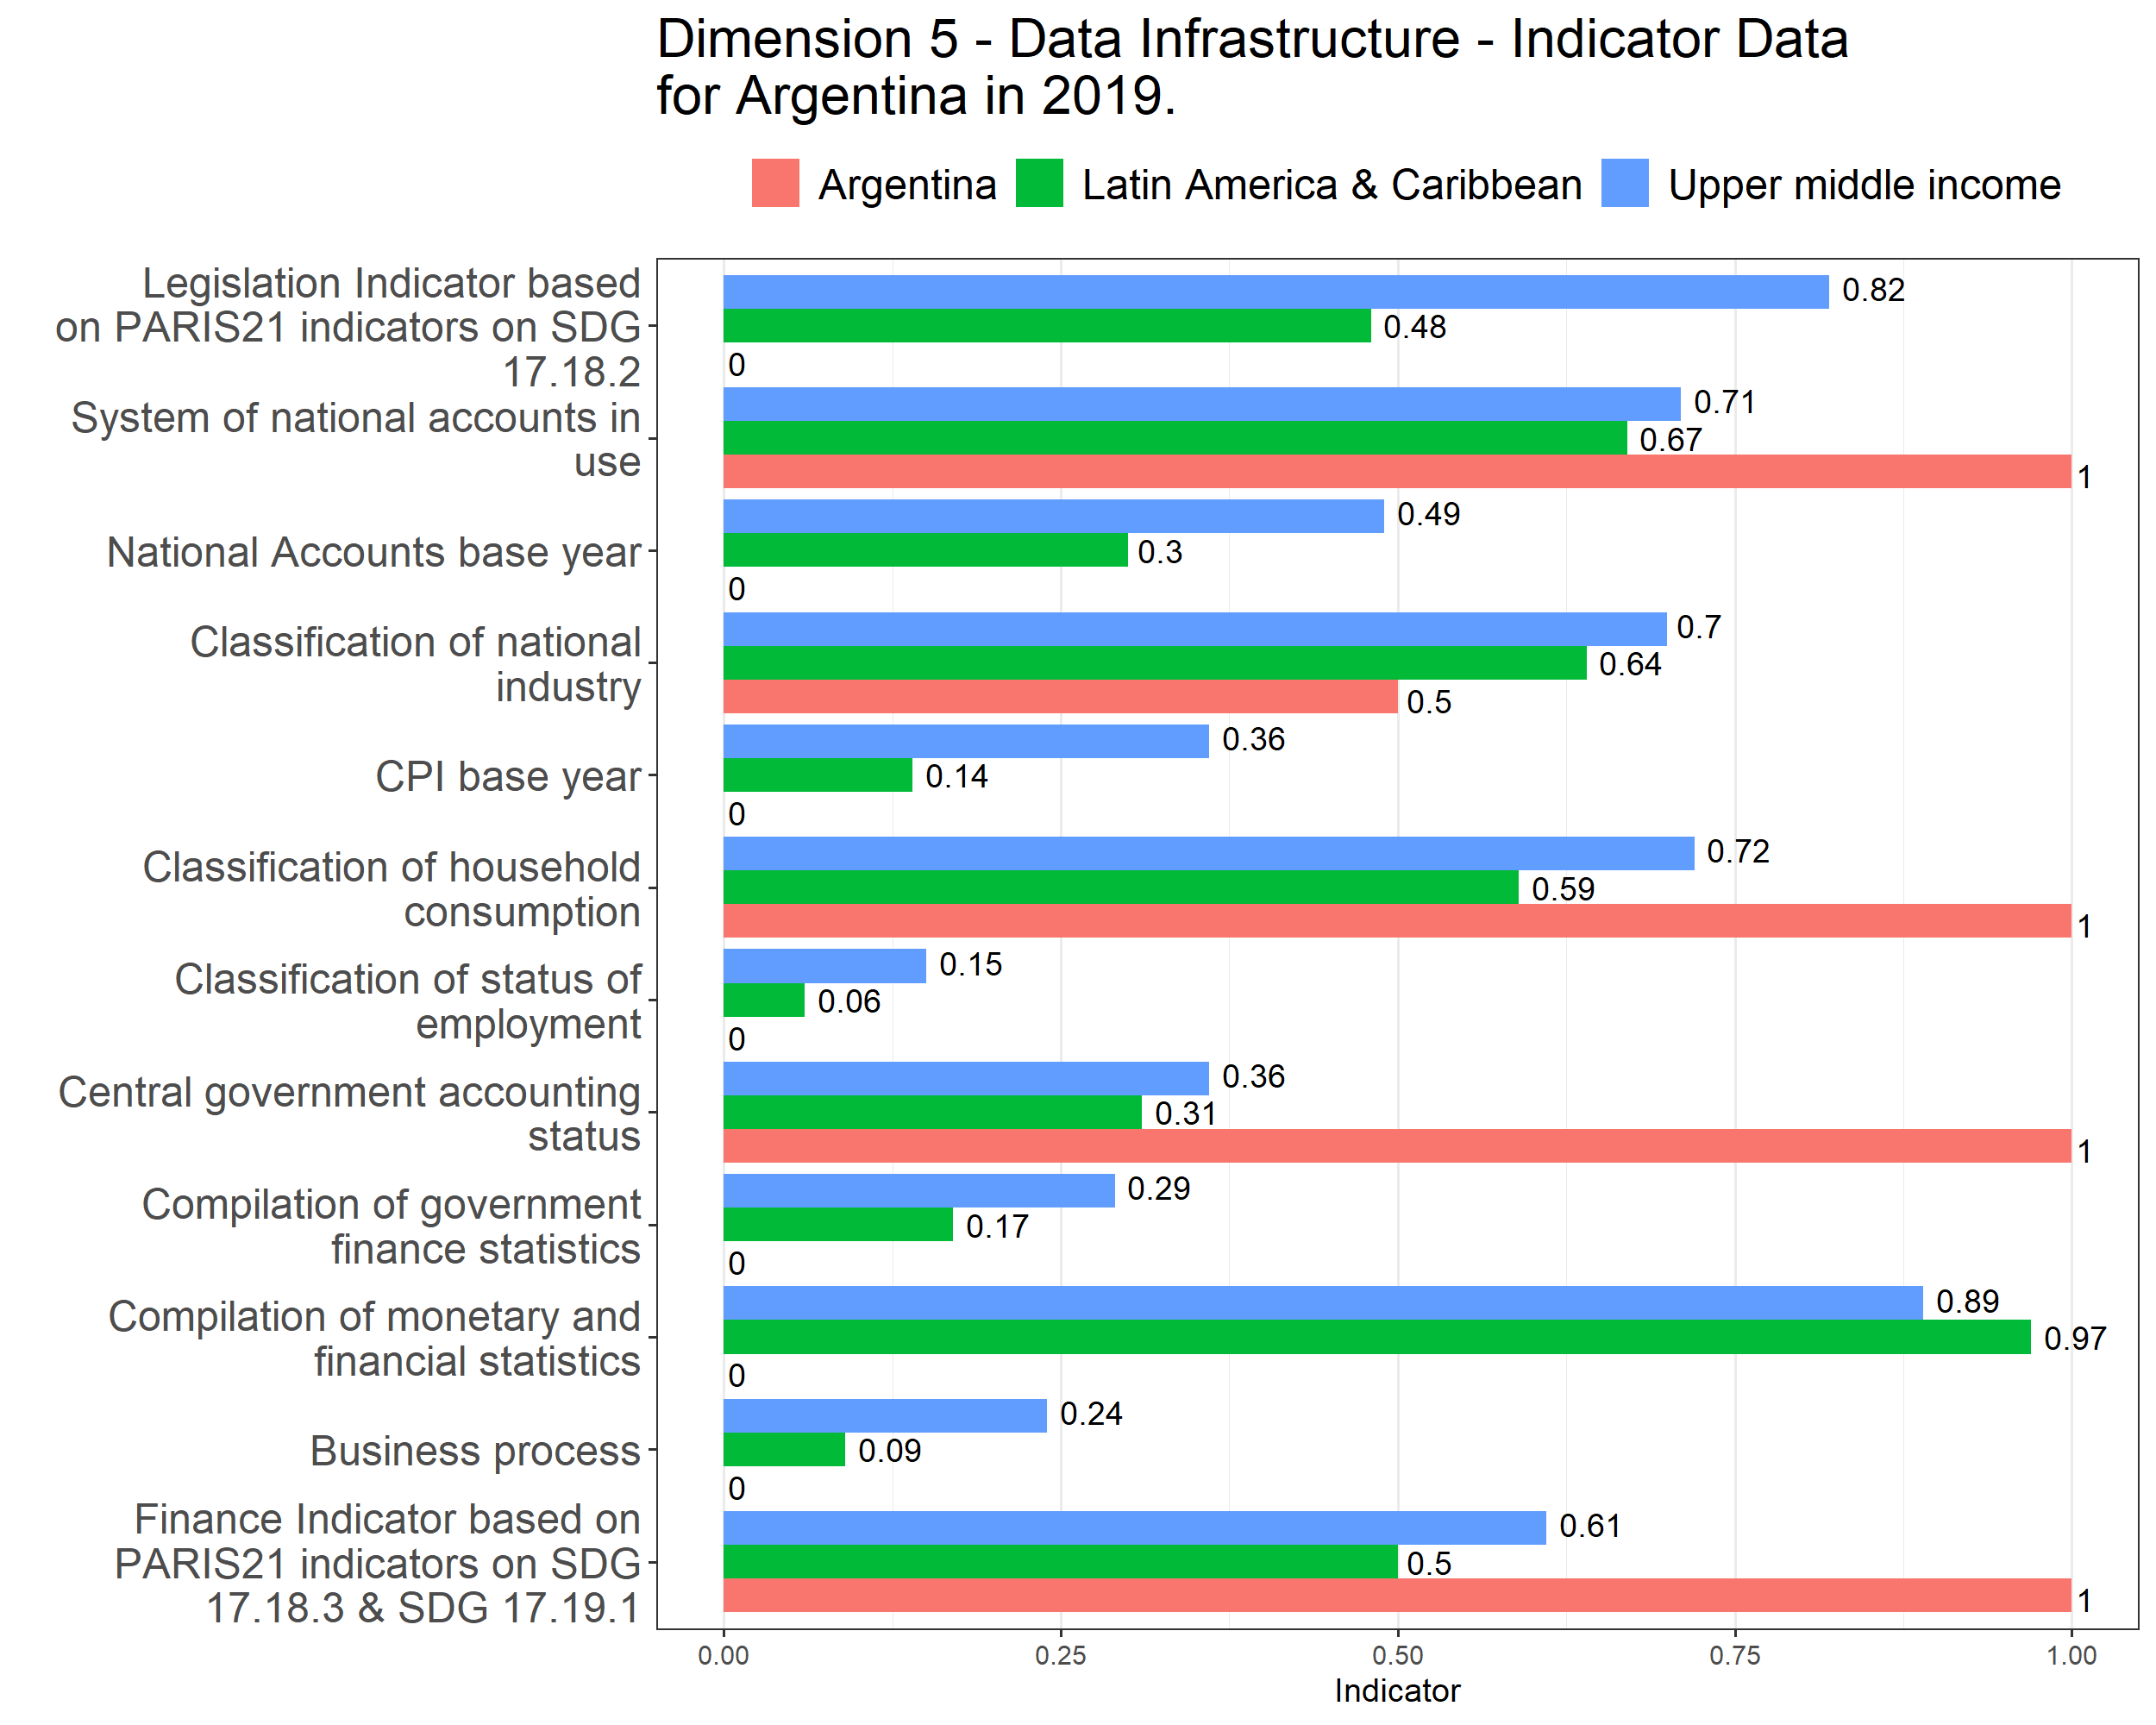 Dimension 5 - Data Infrastructure - Indicator Data
for Argentina in 2019.
Argentina
Latin America & Caribbean
Upper middle income
Legislation Indicator based
on PARIS21 indicators on SDG
17.18.2
0.82
0.48
0
System of national accounts in
use
0.71
0.67
1
National Accounts base year
0.49
0.3
0
Classification of national
industry
0.7
0.64
0.5
CPI base year
0.36
0.14
0
Classification of household
consumption
0.72
0.59
1
Classification of status of
employment
0.15
0.06
0
Central government accounting
status
0.36
0.31
1
Compilation of government
finance statistics
0.29
0.17
0
Compilation of monetary and
financial statistics
0.89
0.97
0
Business process
0.24
0.09
0
Finance Indicator based on
PARIS21 indicators on SDG
17.18.3 & SDG 17.19.1
0.61
0.5
1
0.00
0.25
0.50
0.75
1.00
Indicator